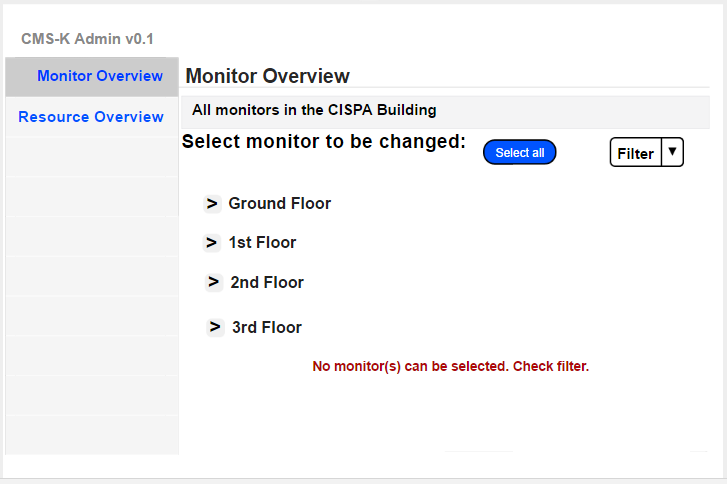 CMS-K Admin v0.1
Monitor Overview
Resource Overview
Monitor Overview
All monitors in the CISPA Building
Select monitor to be changed:
Select all
Filter ▼
> Ground Floor
> 1st Floor
> 2nd Floor
> 3rd Floor
No monitor(s) can be selected. Check filter.